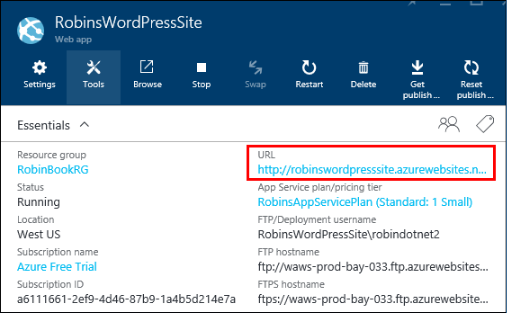 RobinsWordPressSite
Web app
Settings
Tools
Browse
Stop
Swap
Restart
Delete
Get publish ...
Reset publish ...
Essentials
Resource group
RobinBookRG
URL
http://robinswordpresssite.azurewebsites.n...
Status
Running
App Service plan/pricing tier
RobinsAppServicePlan (Standard: 1 Small)
Location
West US
FTP/Deployment username
RobinsWordPressSite\robindotnet2
Subscription name
Azure Free Trial
FTP hostname
ftp://waws-prod-bay-033.ftp.azurewebsites...
Subscription ID
a6111661-2ef9-4d46-87b9-1a4b5d214e7a
FTPS hostname
ftps://waws-prod-bay-033.ftp.azurewebsite...